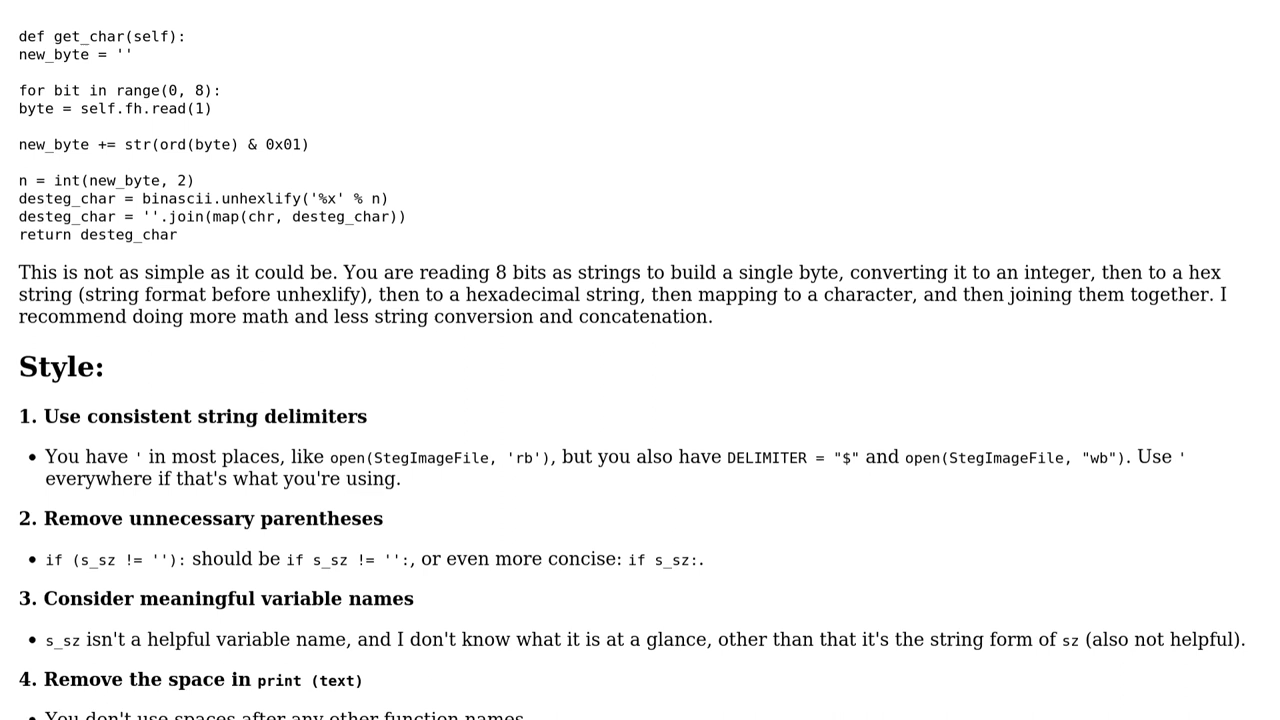 def get_char(self):
new_byte = ''
for bit in range(0, 8):
byte = self.fh.read(1)
new_byte += str(ord(byte) & 0x01)
n = int(new_byte, 2)
desteg_char = binascii.unhexlify('%x' % n)
desteg_char = ''.join(map(chr, desteg_char))
return desteg_char
This is not as simple as it could be. You are reading 8 bits as strings to build a single byte, converting it to an integer, then to a hex
string (string format before unhexlify), then to a hexadecimal string, then mapping to a character, and then joining them together. I
recommend doing more math and less string conversion and concatenation.
Style:
1. Use consistent string delimiters
• You have ' in most places, like open(StegImageFile, 'rb'), but you also have DELIMITER = "$" and open(StegImageFile, "wb"). Use '
everywhere if that's what you're using.
2. Remove unnecessary parentheses
• if (s_sz != ''): should be if s_sz != '':, or even more concise: if s_sz:.
3. Consider meaningful variable names
• s_sz isn't a helpful variable name, and I don't know what it is at a glance, other than that it's the string form of sz (also not helpful).
4. Remove the space in print (text)
• You don't use spaces after any other function names.